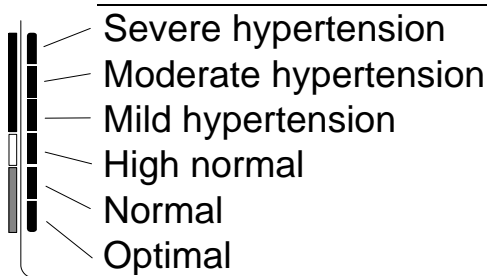 Severe hypertension
Moderate hypertension
Mild hypertension
High normal
Normal
Optimal